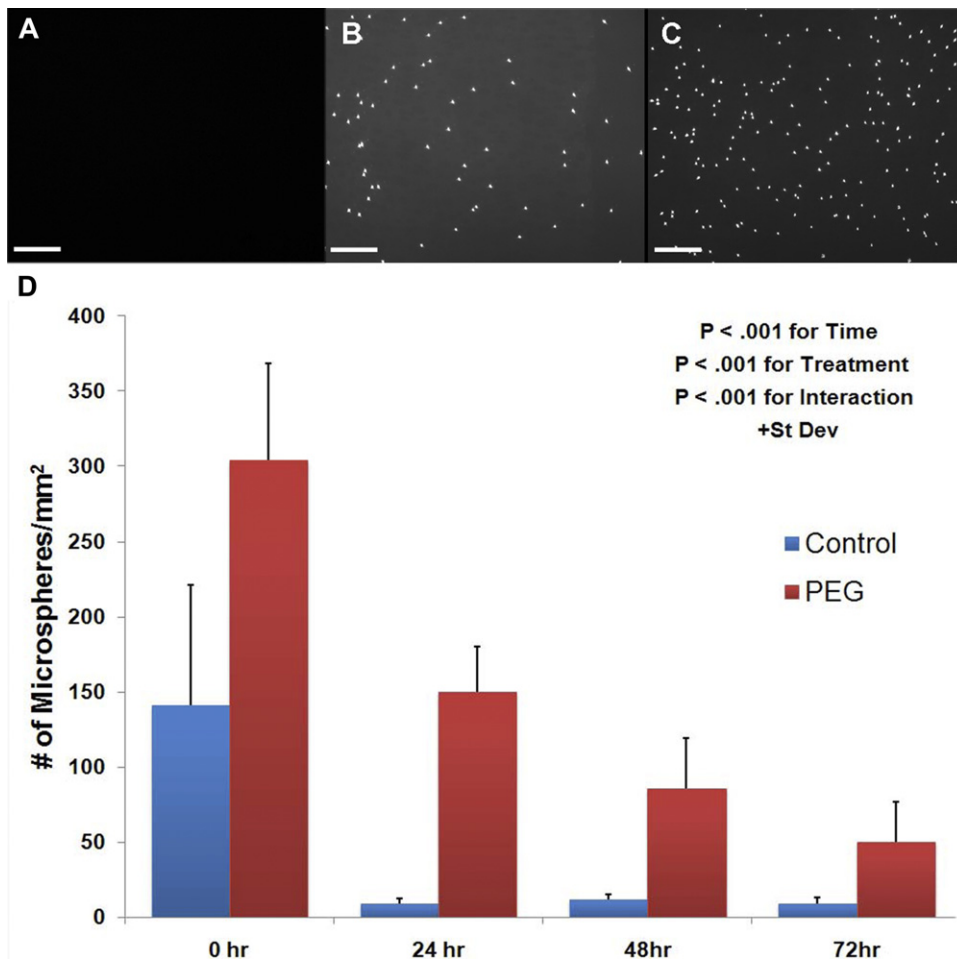 A
B
C
D
400
350
300
250
200
150
100
50
0
# of Microspheres/mm²
P < .001 for Time
P < .001 for Treatment
P < .001 for Interaction
+St Dev
Control
PEG
0 hr
24 hr
48hr
72hr